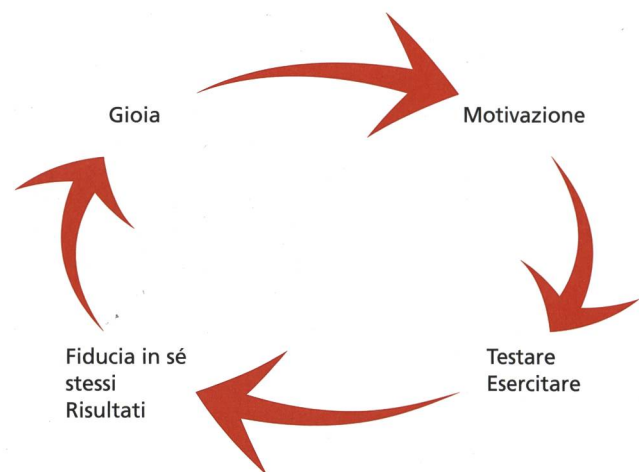 Gioia
Motivazione
Testare
Esercitare
Fiducia in sé
stessi
Risultati